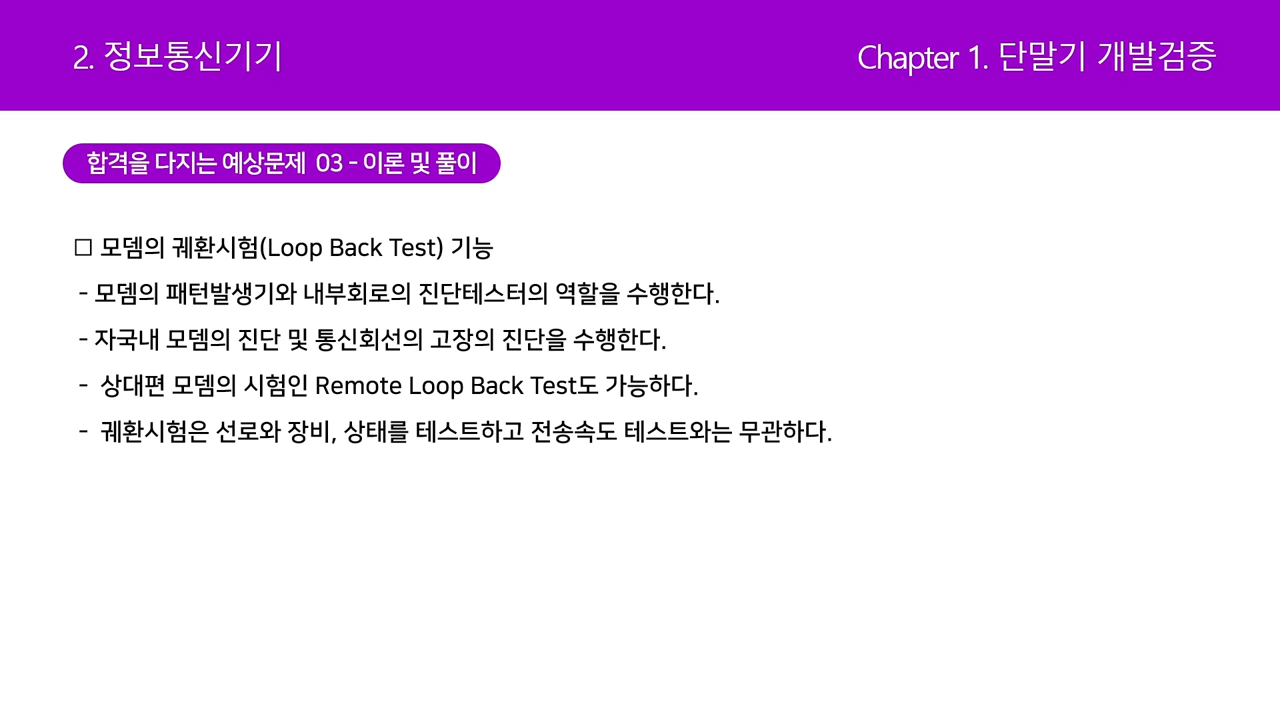 2. 정보통신기기
Chapter 1. 단말기 개발검증
합격을 다지는 예상문제 03 - 이론 및 풀이
□ 모뎀의 궤환시험(Loop Back Test) 기능
- 모뎀의 패턴발생기와 내부회로의 진단테스터의 역할을 수행한다.
- 자국내 모뎀의 진단 및 통신회선의 고장의 진단을 수행한다.
- 상대편 모뎀의 시험인 Remote Loop Back Test도 가능하다.
- 궤환시험은 선로와 장비, 상태를 테스트하고 전송속도 테스트와는 무관하다.